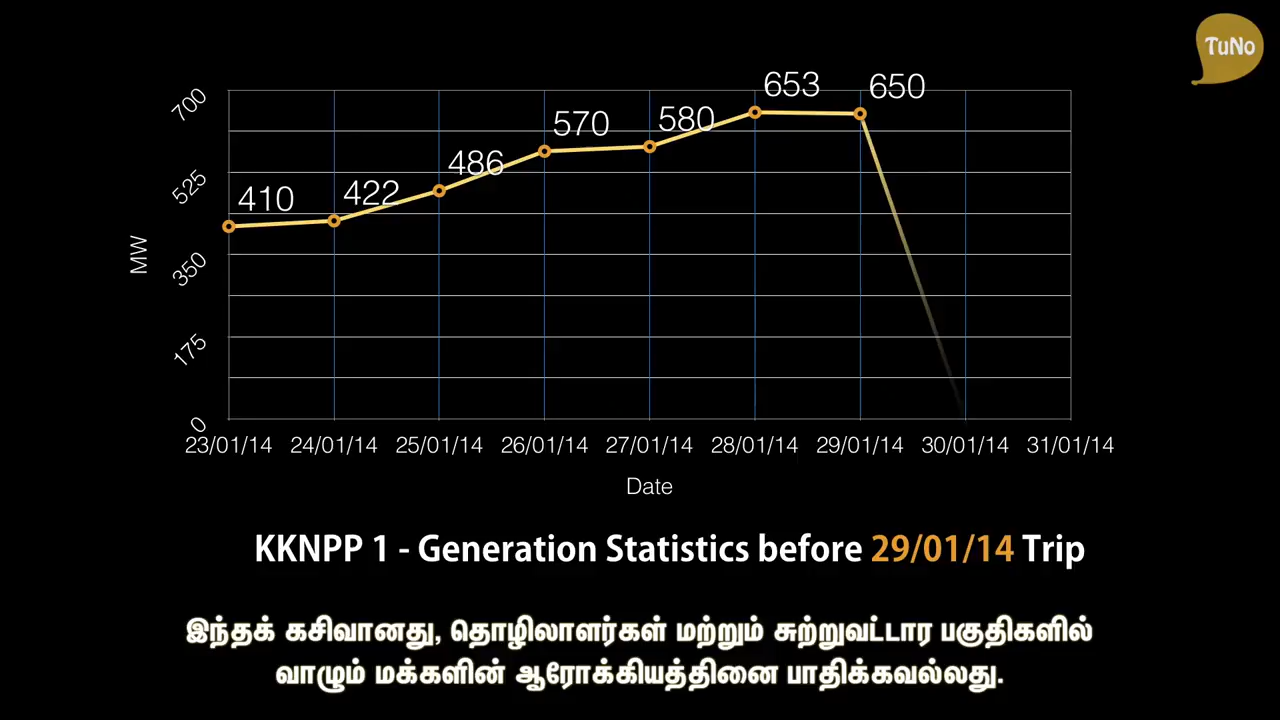 TuNo
653
650
570
580
486
410
422
700
525
350
175
0
MW
23/01/14 24/01/14 25/01/14 26/01/14 27/01/14 28/01/14 29/01/14 30/01/14 31/01/14
Date
KKNPP 1 - Generation Statistics before 29/01/14 Trip
இந்தக் கசிவானது, தொழிலாளர்கள் மற்றும் சுற்றுவட்டார பகுதிகளில்
வாழும் மக்களின் ஆரோக்கியத்தினை பாதிக்கவல்லது.